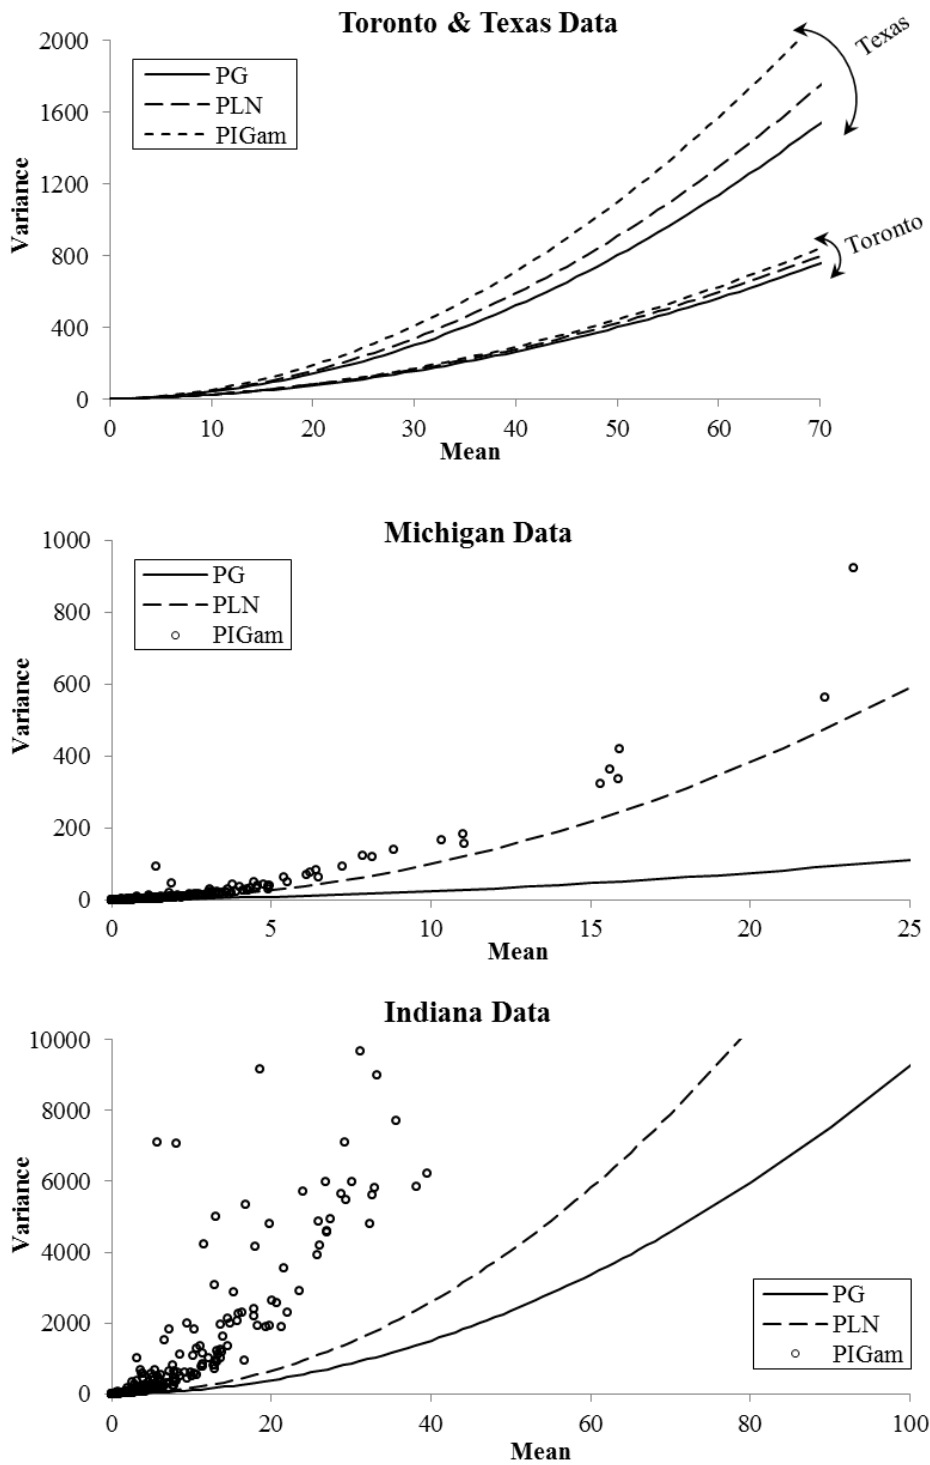 Toronto & Texas Data
2000
1600
1200
800
400
0
Variance
PG
PLN
PIGam
Texas
Toronto
0 10 20 30 40 50 60 70
Mean
Michigan Data
1000
800
600
400
200
0
Variance
PG
PLN
PIGam
0 5 10 15 20 25
Mean
Indiana Data
10000
8000
6000
4000
2000
0
Variance
PG
PLN
PIGam
0 20 40 60 80 100
Mean